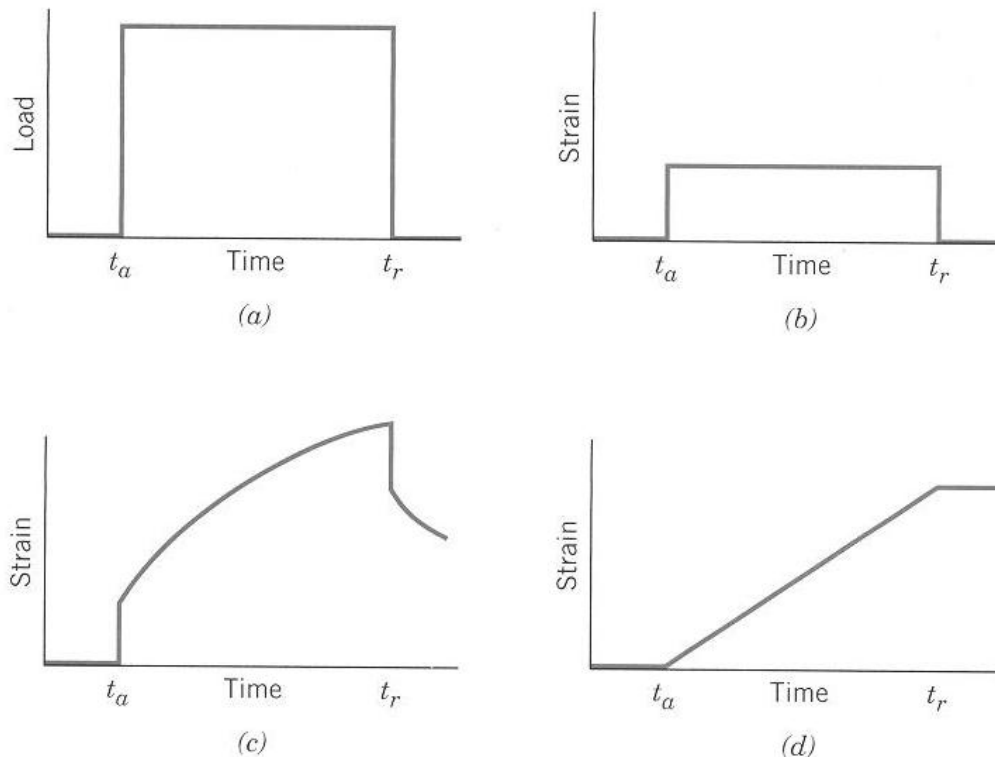 Load
t_a Time t_r
(a)
Strain
t_a Time t_r
(b)
Strain
t_a Time t_r
(c)
Strain
t_a Time t_r
(d)